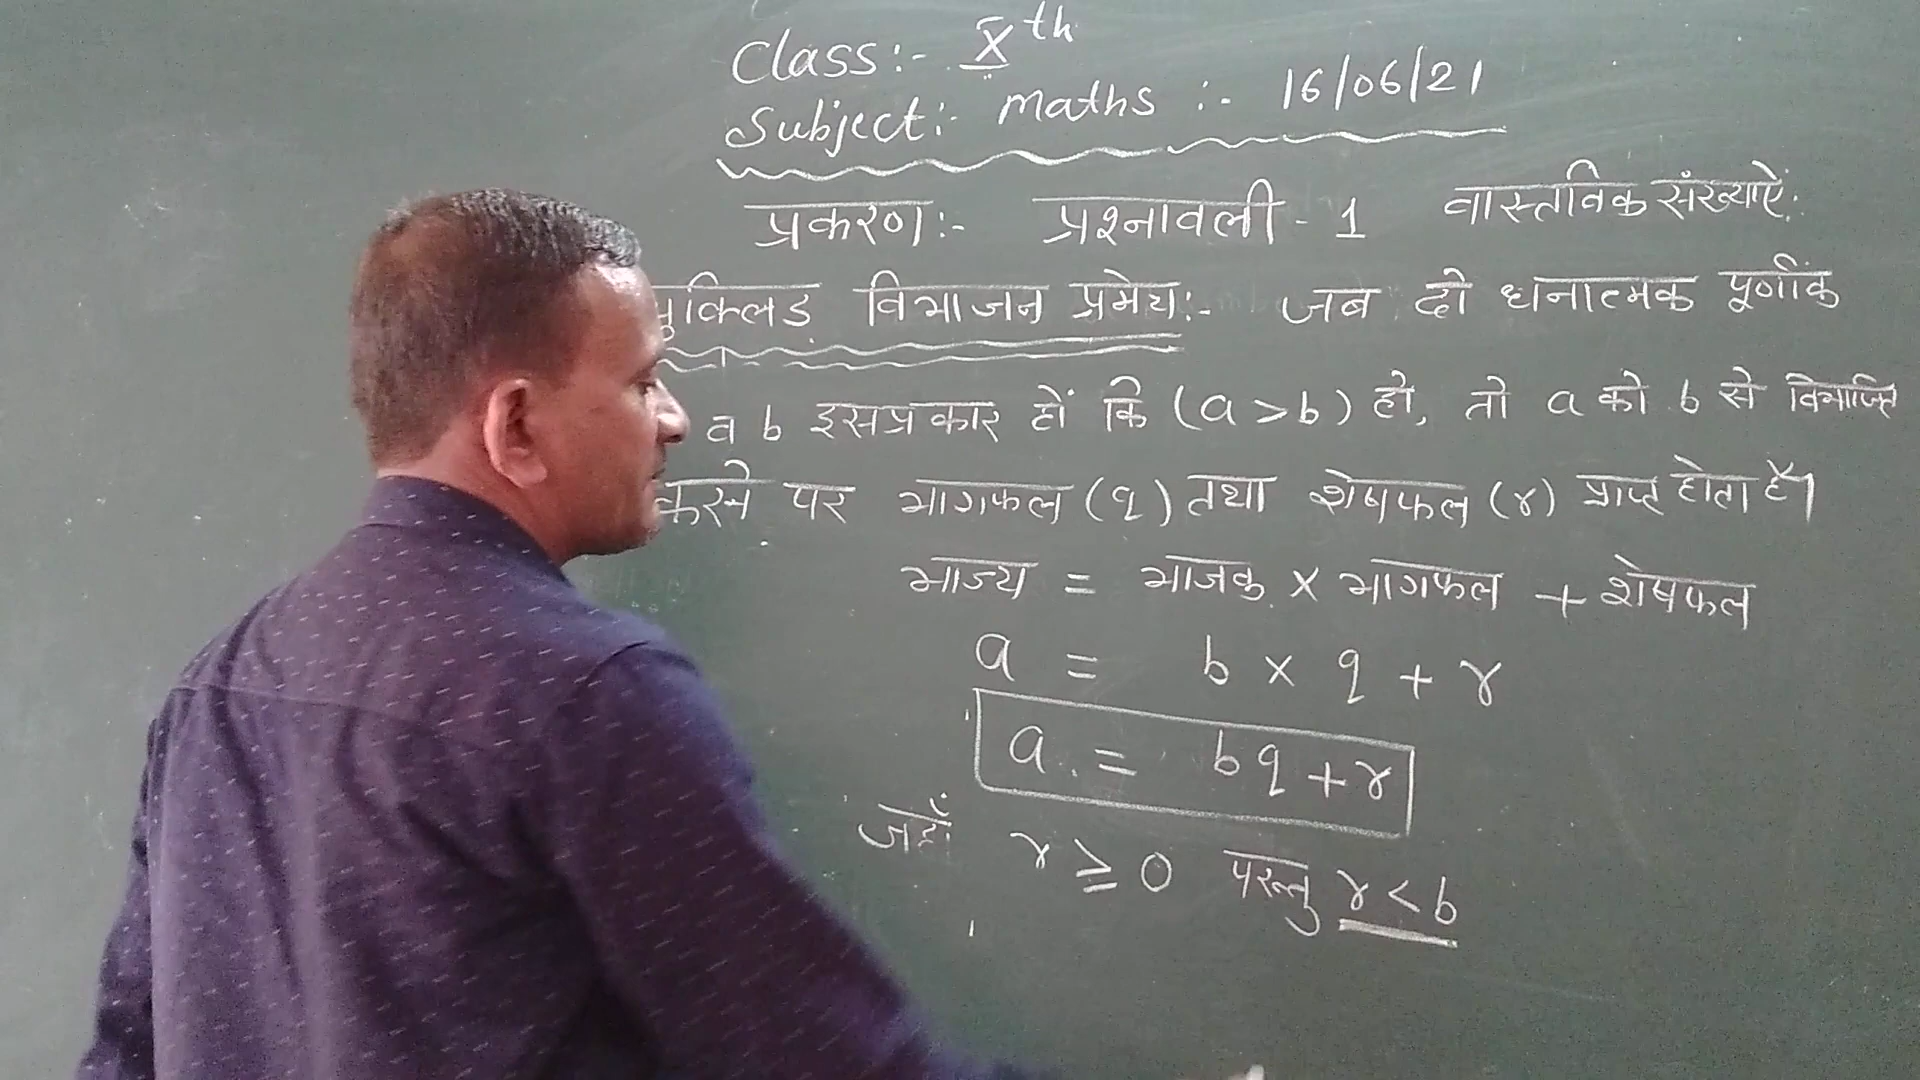 Class:- Xth
Subject:- Maths :- 16/06/21
प्रकरण:- प्रश्नावली - 1 वास्तविक संख्याऐं:
युक्लिड विभाजन प्रमेय:- जब दो धनात्मक पूर्णांक
व b इसप्रकार हों कि (a > b) हो, तो a को b से विभाजित
करने पर भागफल (q) तथा शेषफल (r) प्राप्त होता है।
भाज्य = भाजक × भागफल + शेषफल
a = b × q + r
a = bq + r
जहाँ r ≥ 0 परन्तु r < b